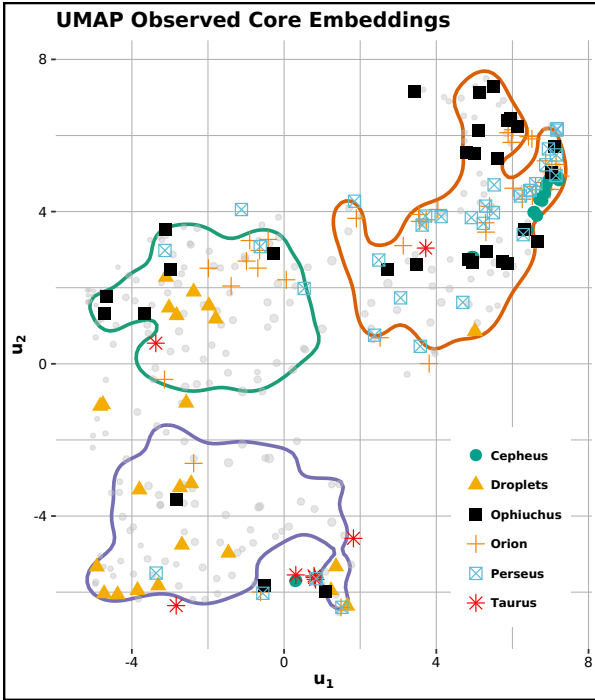 UMAP Observed Core Embeddings
8
4
0
-4
u2
Cepheus
Droplets
Ophiuchus
Orion
Perseus
Taurus
-4 0 4 8
u1